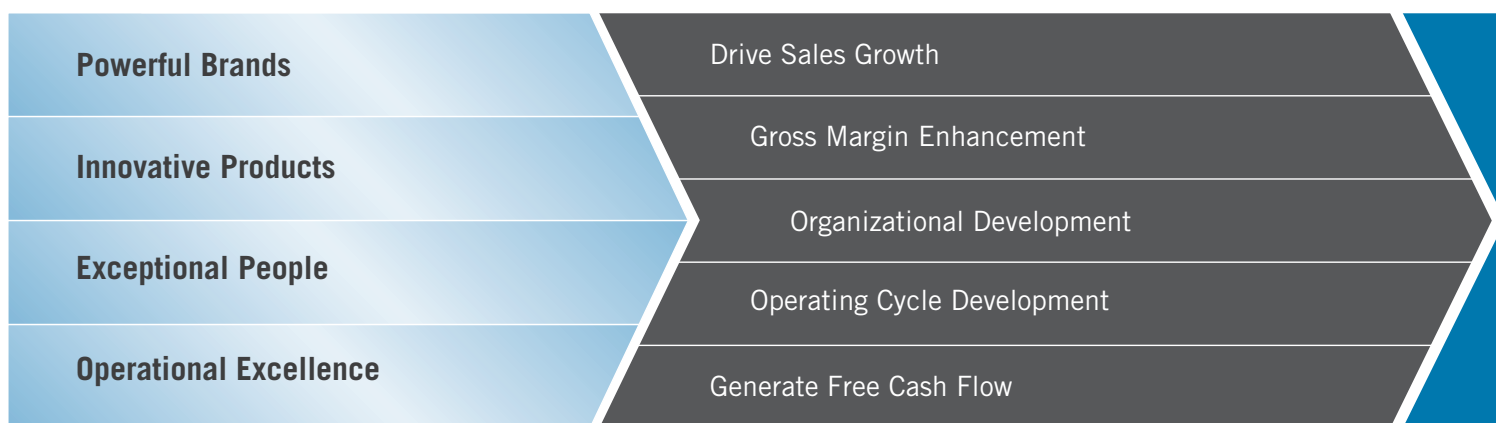 Powerful Brands
Innovative Products
Exceptional People
Operational Excellence
Drive Sales Growth
Gross Margin Enhancement
Organizational Development
Operating Cycle Development
Generate Free Cash Flow